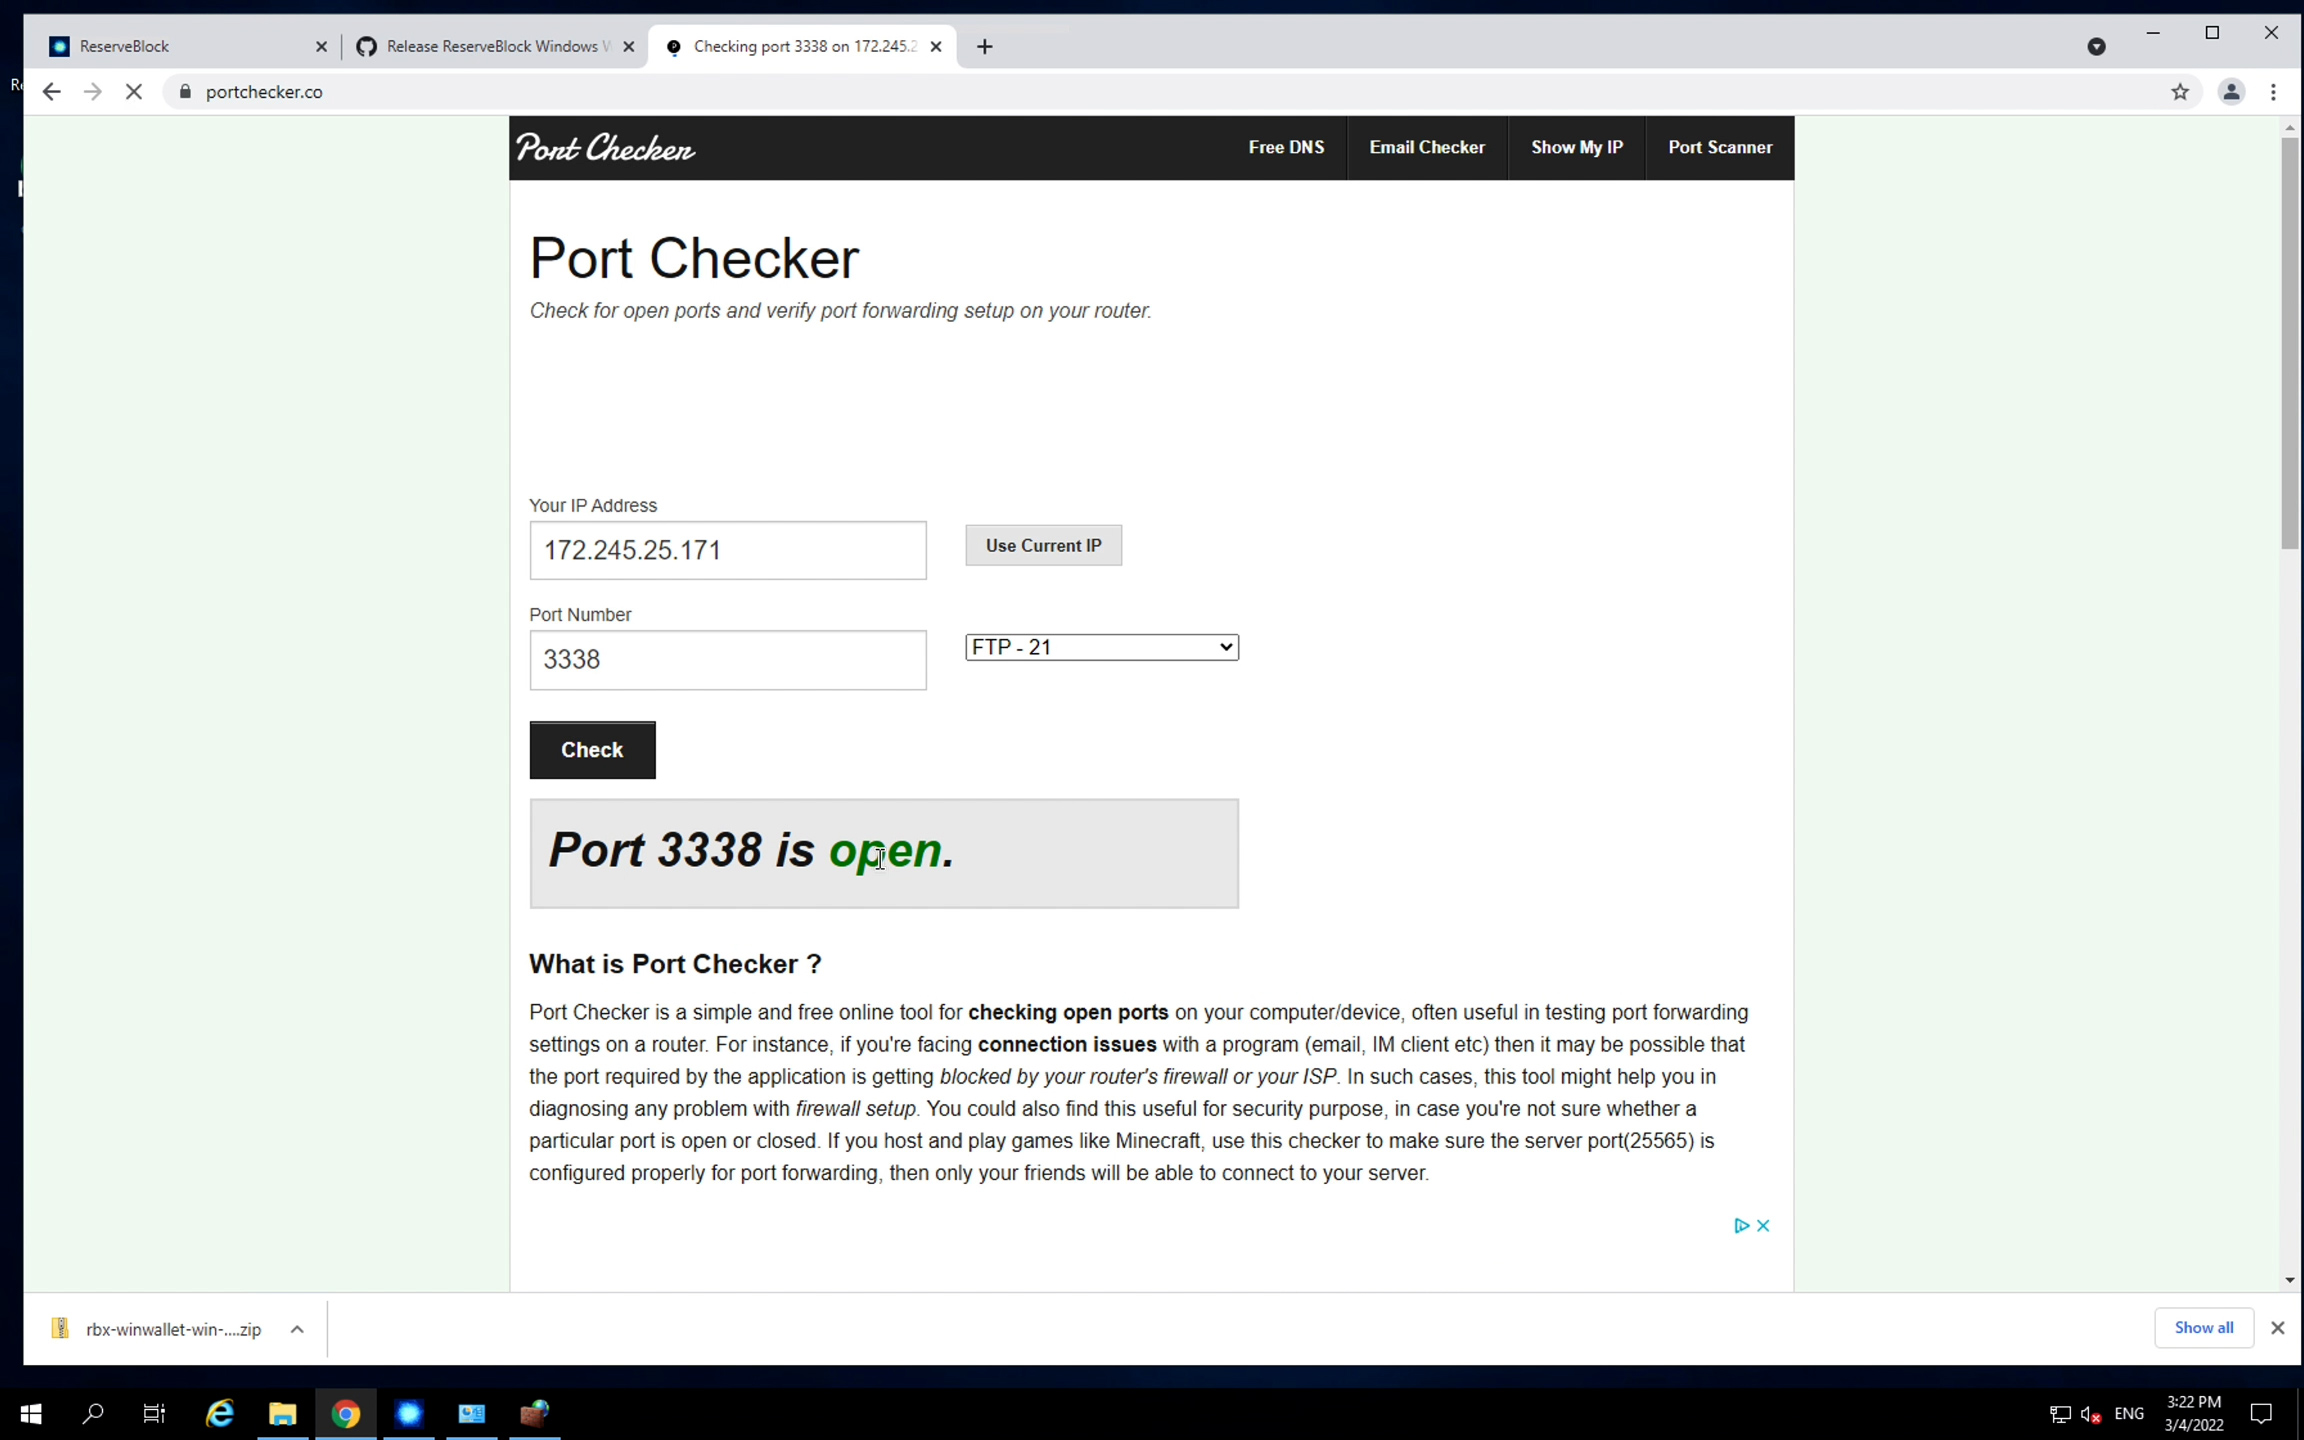 ReserveBlock
Release ReserveBlock Windows W
Checking port 3338 on 172.245.2
portchecker.co
Port Checker
Free DNS
Email Checker
Show My IP
Port Scanner
Port Checker
Check for open ports and verify port forwarding setup on your router.
Your IP Address
172.245.25.171
Use Current IP
Port Number
3338
FTP - 21
Check
Port 3338 is open.
What is Port Checker ?
Port Checker is a simple and free online tool for checking open ports on your computer/device, often useful in testing port forwarding
settings on a router. For instance, if you're facing connection issues with a program (email, IM client etc) then it may be possible that
the port required by the application is getting blocked by your router's firewall or your ISP. In such cases, this tool might help you in
diagnosing any problem with firewall setup. You could also find this useful for security purpose, in case you're not sure whether a
particular port is open or closed. If you host and play games like Minecraft, use this checker to make sure the server port(25565) is
configured properly for port forwarding, then only your friends will be able to connect to your server.
rbx-winwallet-win-....zip
Show all
ENG
3:22 PM
3/4/2022